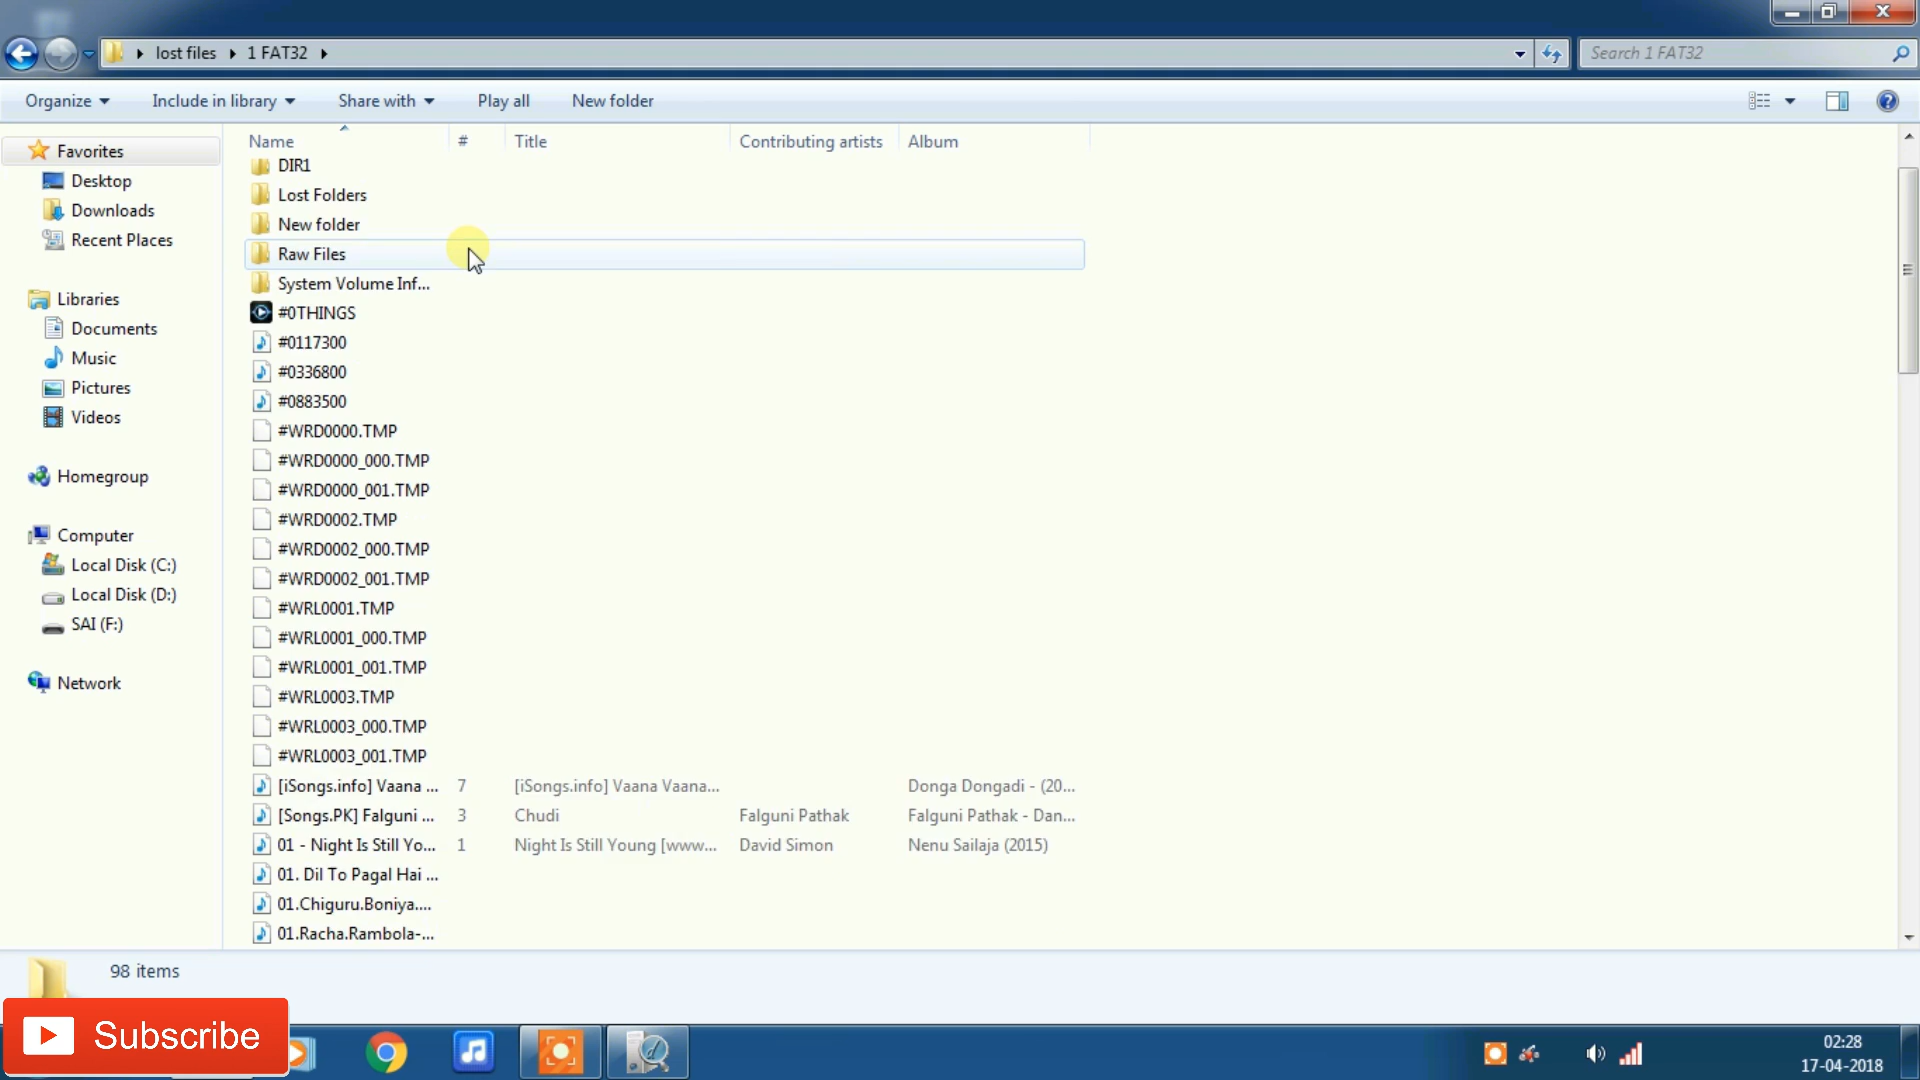 lost files 1 FAT32
Search 1 FAT32
Organize Include in library Share with Play all New folder
Name # Title Contributing artists Album
Favorites
Desktop
Downloads
Recent Places
Libraries
Documents
Music
Pictures
Videos
Homegroup
Computer
Local Disk (C:)
Local Disk (D:)
SAI (F:)
Network
DIR1
Lost Folders
New folder
Raw Files
System Volume Inf...
#0THINGS
#0117300
#0336800
#0883500
#WRD0000.TMP
#WRD0000_000.TMP
#WRD0000_001.TMP
#WRD0002.TMP
#WRD0002_000.TMP
#WRD0002_001.TMP
#WRL0001.TMP
#WRL0001_000.TMP
#WRL0001_001.TMP
#WRL0003.TMP
#WRL0003_000.TMP
#WRL0003_001.TMP
[iSongs.info] Vaana ... 7 [iSongs.info] Vaana Vaana... Donga Dongadi - (20...
[Songs.PK] Falguni ... 3 Chudi Falguni Pathak Falguni Pathak - Dan...
01 - Night Is Still Yo... 1 Night Is Still Young [www... David Simon Nenu Sailaja (2015)
01. Dil To Pagal Hai ...
01.Chiguru.Boniya....
01.Racha.Rambola-...
98 items
Subscribe
02:28
17-04-2018